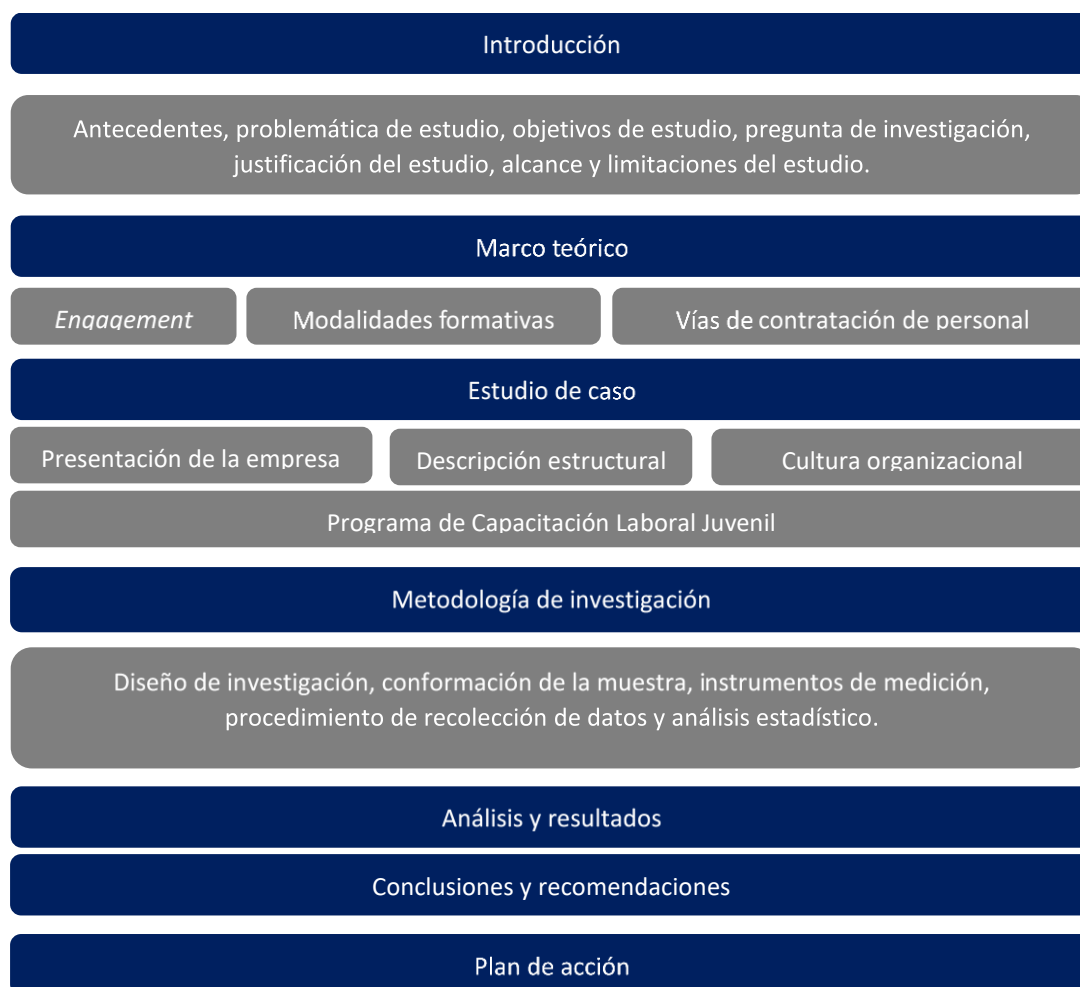 Introducción
Antecedentes, problemática de estudio, objetivos de estudio, pregunta de investigación,
justificación del estudio, alcance y limitaciones del estudio.
Marco teórico
Engagement
Modalidades formativas
Vías de contratación de personal
Estudio de caso
Presentación de la empresa
Descripción estructural
Cultura organizacional
Programa de Capacitación Laboral Juvenil
Metodología de investigación
Diseño de investigación, conformación de la muestra, instrumentos de medición,
procedimiento de recolección de datos y análisis estadístico.
Análisis y resultados
Conclusiones y recomendaciones
Plan de acción